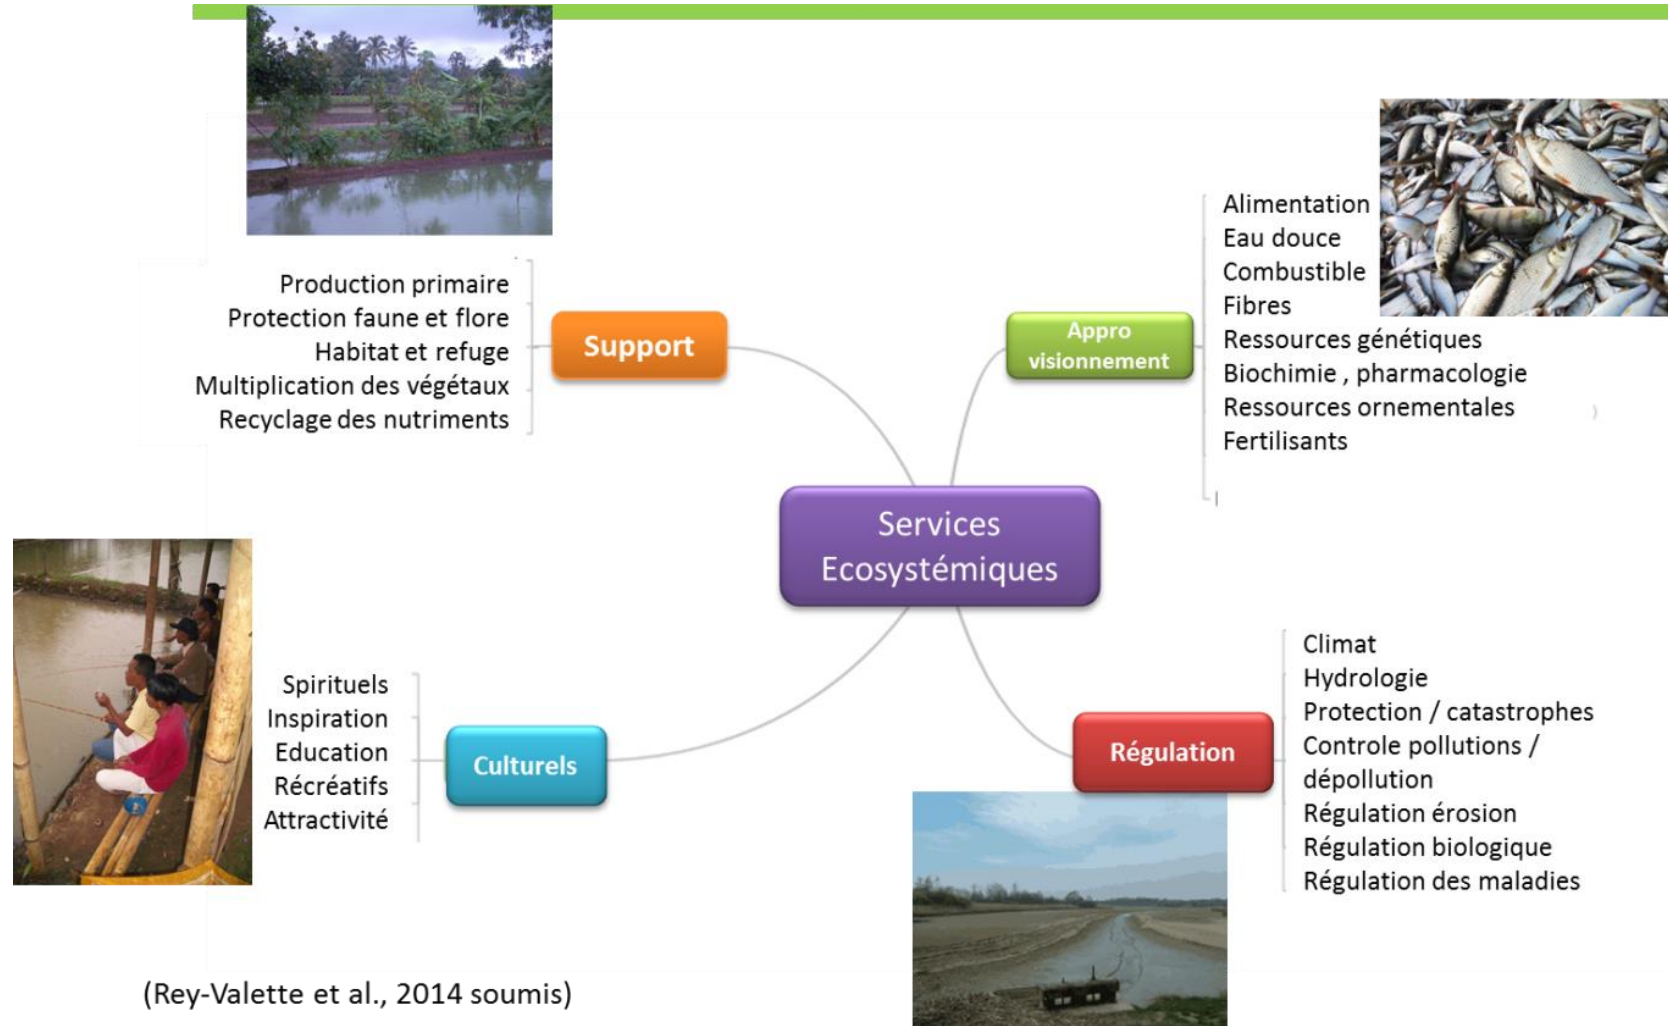 Support
Production primaire
Protection faune et flore
Habitat et refuge
Multiplication des végétaux
Recyclage des nutriments
Appro
visionnement
Alimentation
Eau douce
Combustible
Fibres
Ressources génétiques
Biochimie , pharmacologie
Ressources ornementales
Fertilisants
Services
Ecosystémiques
Culturels
Spirituels
Inspiration
Education
Récréatifs
Attractivité
Régulation
Climat
Hydrologie
Protection / catastrophes
Controle pollutions /
dépollution
Régulation érosion
Régulation biologique
Régulation des maladies
(Rey-Valette et al., 2014 soumis)